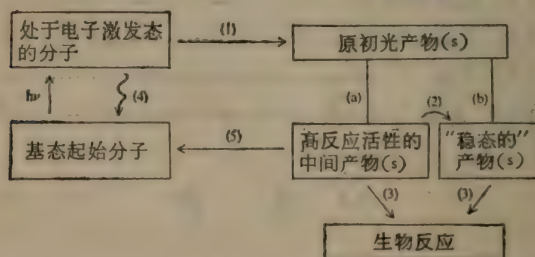 处于电子激发态
的分子
(1)
原初光产物(s)
hν
(4)
(a)
(2)
(b)
基态起始分子
(5)
高反应活性的
中间产物(s)
“稳态的”
产物(s)
(3)
(3)
生物反应